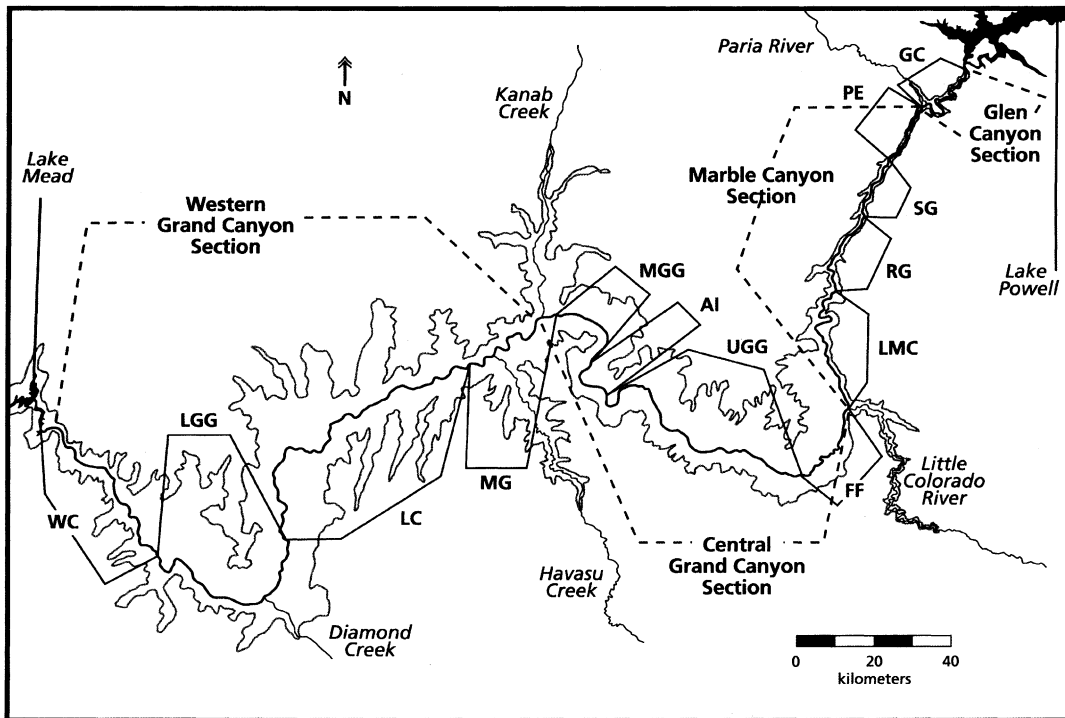 Paria River
GC
PE
Glen
Canyon
Section
Kanab
Creek
N
Lake
Mead
Marble Canyon
Section
Western
Grand Canyon
Section
SG
MGG
RG
Lake
Powell
AI
UGG
LMC
LGG
MG
FF
Little
Colorado
River
LC
WC
Central
Grand Canyon
Section
Havasu
Creek
Diamond
Creek
0 20 40
kilometers